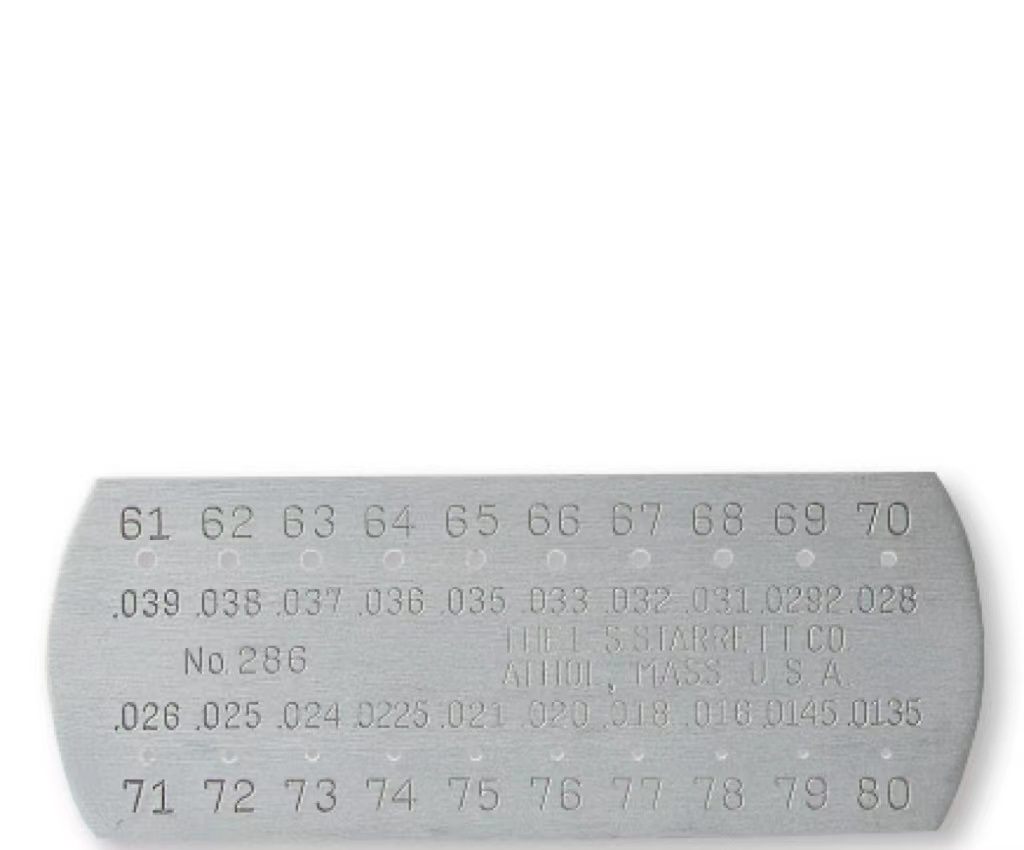 61 62 63 64 65 66 67 68 69 70
.039 .038 .037 .036 .035 .033 .032 .031 .0292 .028
No. 286
THE L. S. STARRETT CO.
ATHOL, MASS. U. S. A.
.026 .025 .024 .0225 .021 .020 .018 .016 .0145 .0135
71 72 73 74 75 76 77 78 79 80